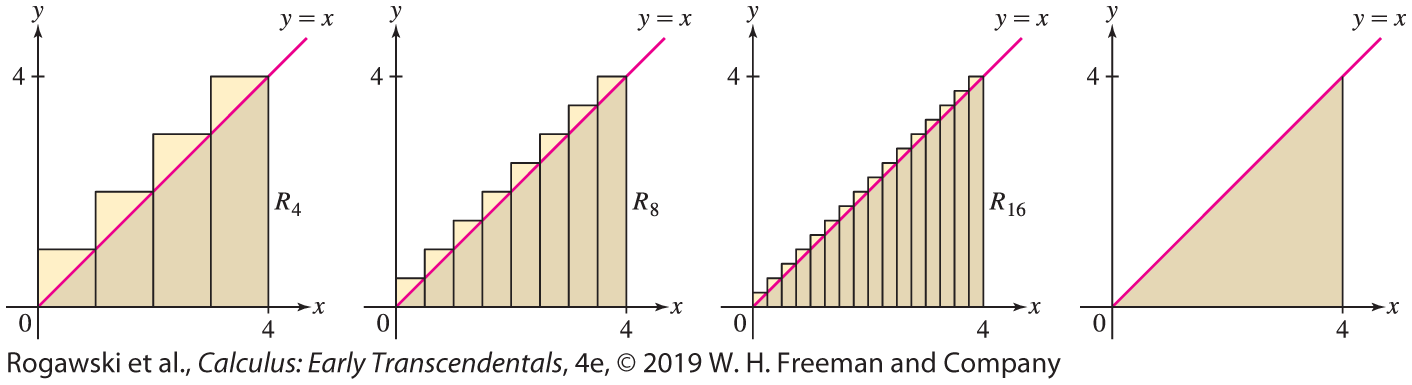 y y = x y y = x y y = x y y = x
4 4 4 4
R4 R8 R16
0 4 x 0 4 x 0 4 x 0 4 x
Rogawski et al., Calculus: Early Transcendentals, 4e, © 2019 W. H. Freeman and Company